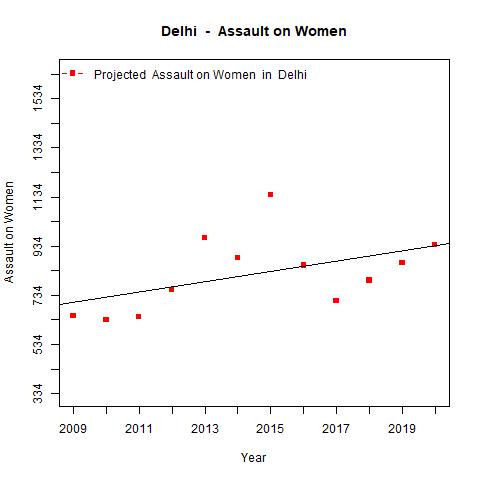 Delhi - Assault on Women
Projected Assault on Women in Delhi
Assault on Women
1534
1334
1134
934
734
534
334
2009 2011 2013 2015 2017 2019
Year